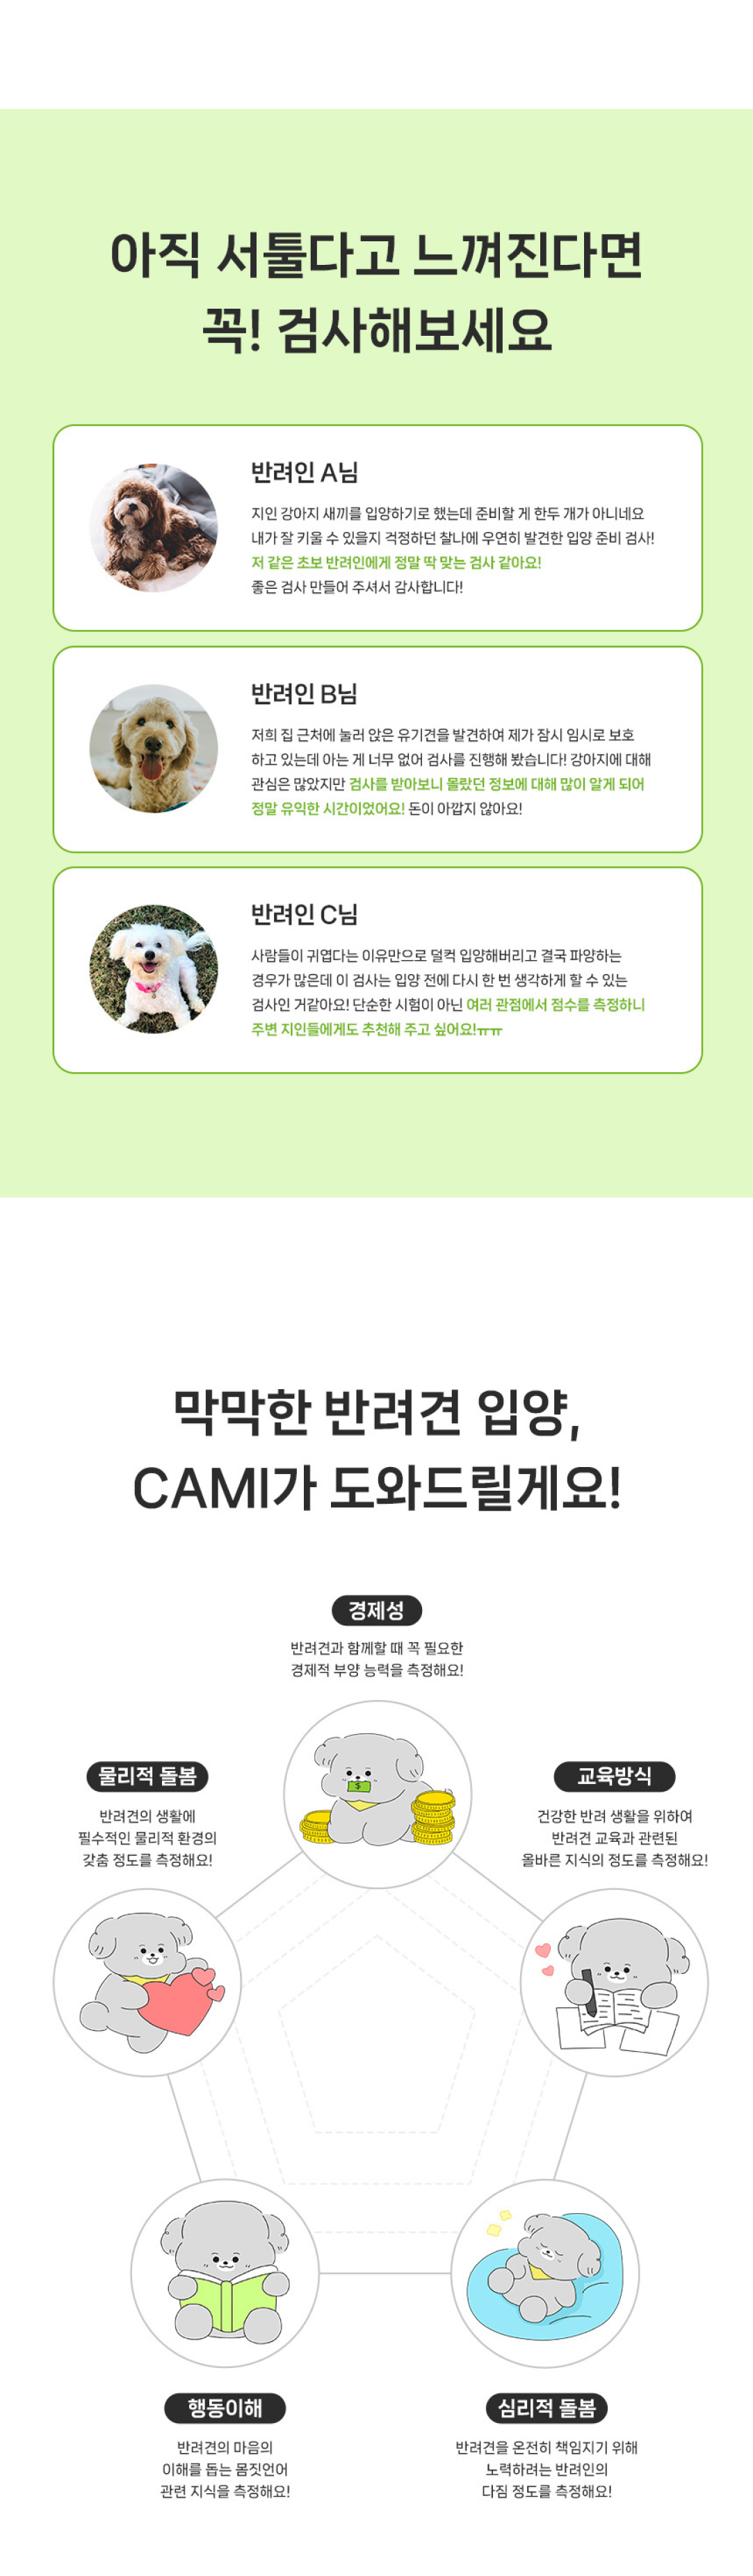 아직 서툴다고 느껴진다면
꼭! 검사해보세요
반려인 A님
지인 강아지 새끼를 입양하기로 했는데 준비할 게 한두 개가 아니네요
내가 잘 키울 수 있을지 걱정하던 찰나에 우연히 발견한 입양 준비 검사!
저 같은 초보 반려인에게 정말 딱 맞는 검사 같아요!
좋은 검사 만들어 주셔서 감사합니다!
반려인 B님
저희 집 근처에 눌러 앉은 유기견을 발견하여 제가 잠시 임시로 보호
하고 있는데 아는 게 너무 없어 검사를 진행해 봤습니다! 강아지에 대해
관심은 많았지만 검사를 받아보니 몰랐던 정보에 대해 많이 알게 되어
정말 유익한 시간이었어요! 돈이 아깝지 않아요!
반려인 C님
사람들이 귀엽다는 이유만으로 덜컥 입양해버리고 결국 파양하는
경우가 많은데 이 검사는 입양 전에 다시 한 번 생각하게 할 수 있는
검사인 거같아요! 단순한 시험이 아닌 여러 관점에서 점수를 측정하니
주변 지인들에게도 추천해 주고 싶어요!ㅠㅠ
막막한 반려견 입양,
CAMI가 도와드릴게요!
경제성
반려견과 함께할 때 꼭 필요한
경제적 부양 능력을 측정해요!
물리적 돌봄
반려견의 생활에
필수적인 물리적 환경의
갖춤 정도를 측정해요!
교육방식
건강한 반려 생활을 위하여
반려견 교육과 관련된
올바른 지식의 정도를 측정해요!
$
행동이해
반려견의 마음의
이해를 돕는 몸짓언어
관련 지식을 측정해요!
심리적 돌봄
반려견을 온전히 책임지기 위해
노력하려는 반려인의
다짐 정도를 측정해요!